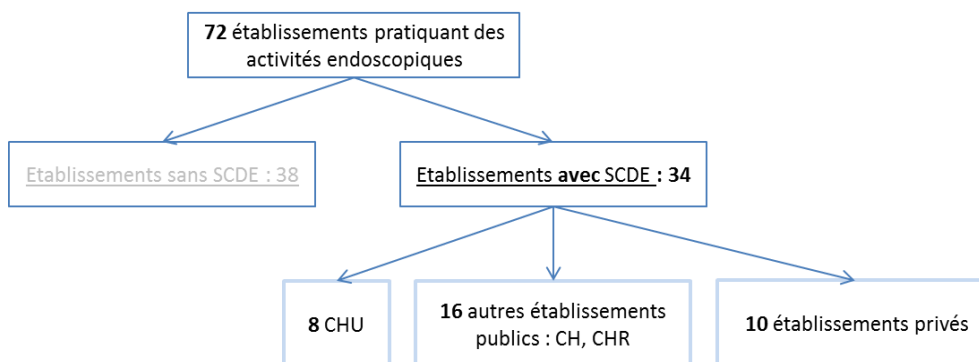 72 établissements pratiquant des
activités endoscopiques
Etablissements sans SCDE : 38
Etablissements avec SCDE : 34
8 CHU
16 autres établissements
publics : CH, CHR
10 établissements privés